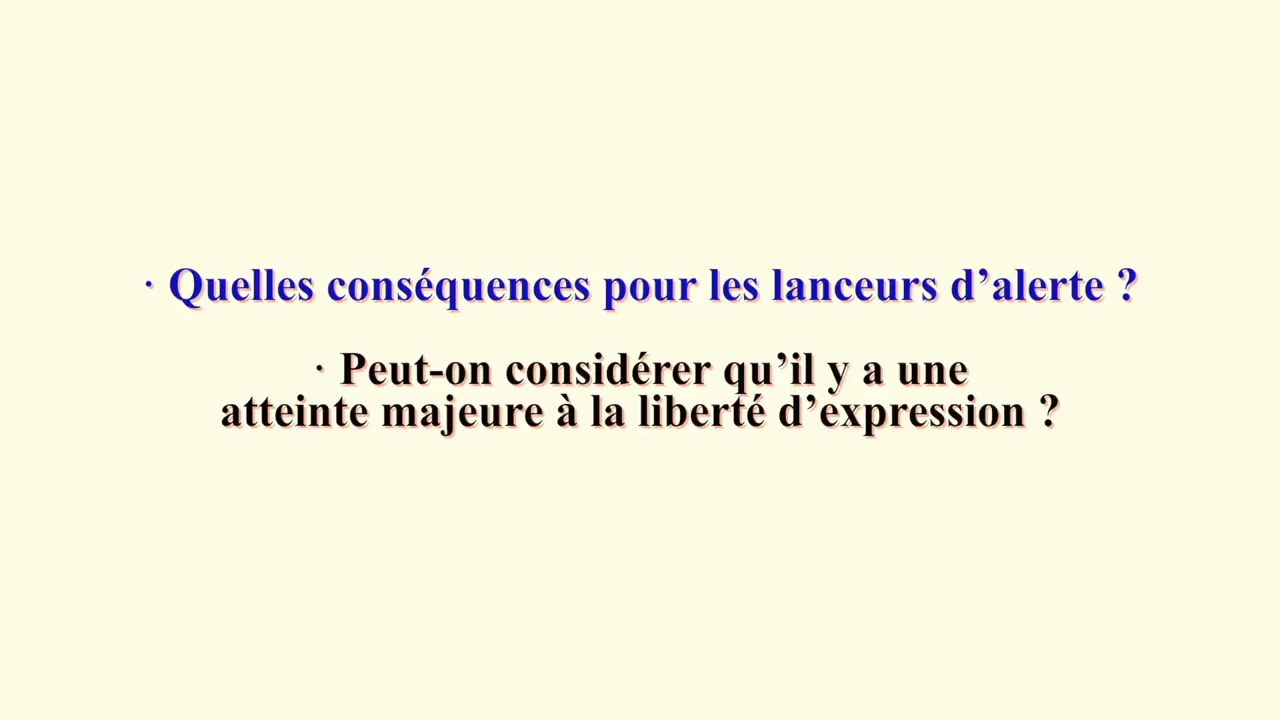 · Quelles conséquences pour les lanceurs d’alerte ?
· Peut-on considérer qu’il y a une
atteinte majeure à la liberté d’expression ?